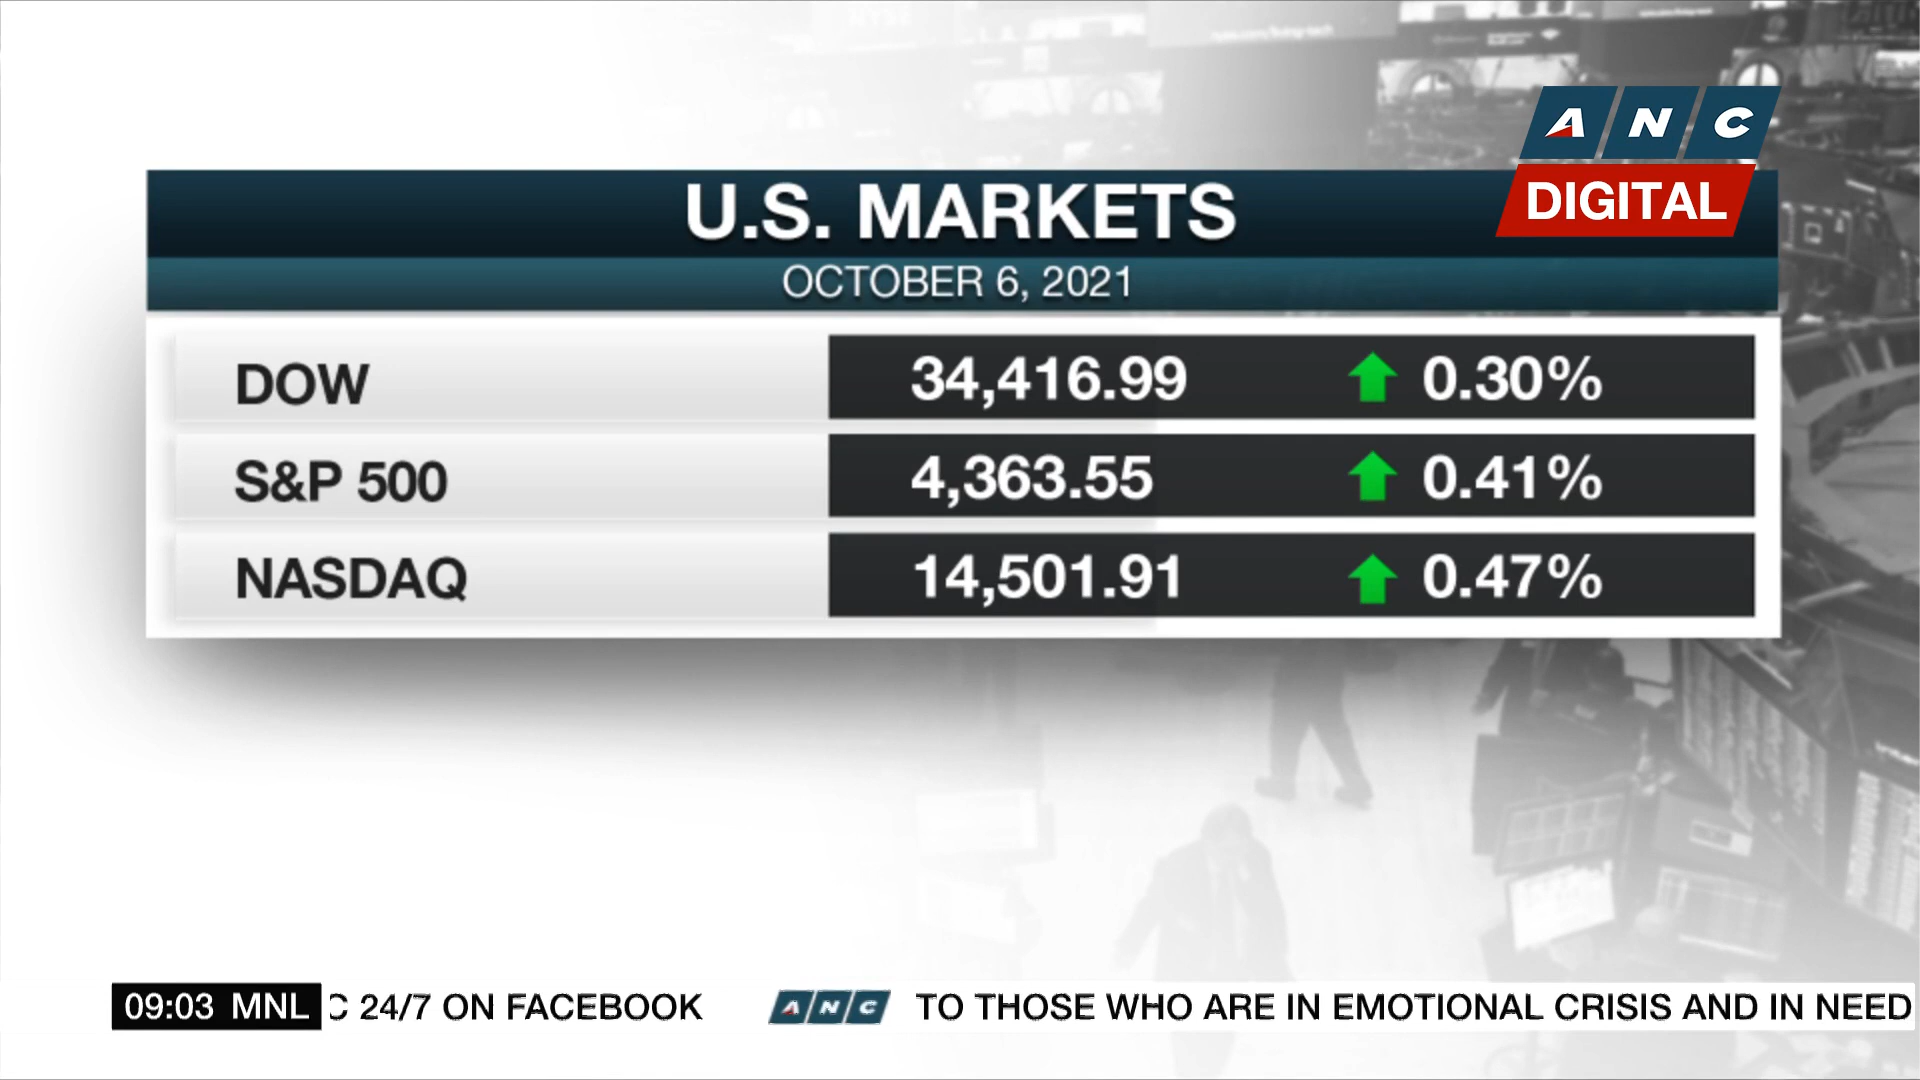 ANC
DIGITAL
U.S. MARKETS
OCTOBER 6, 2021
DOW 34,416.99 0.30%
S&P 500 4,363.55 0.41%
NASDAQ 14,501.91 0.47%
09:03 MNL C 24/7 ON FACEBOOK ANC TO THOSE WHO ARE IN EMOTIONAL CRISIS AND IN NEED